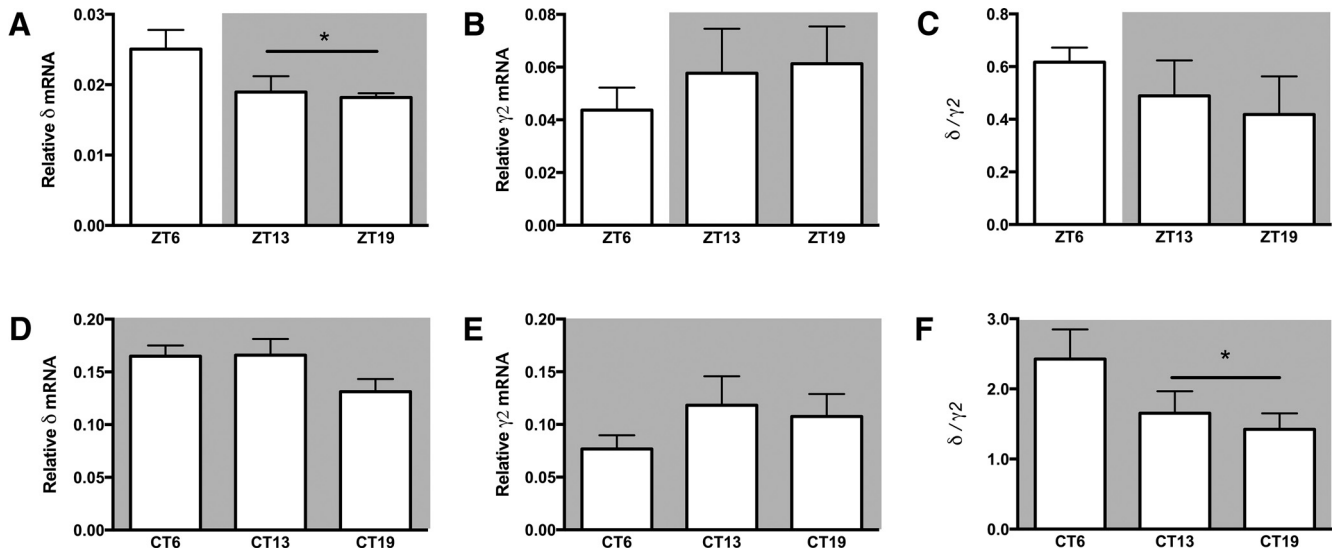 A
Relative δ mRNA
0.03
0.02
0.01
0.00
*
ZT6 ZT13 ZT19
B
Relative γ2 mRNA
0.08
0.06
0.04
0.02
0.00
ZT6 ZT13 ZT19
C
δ/γ2
0.8
0.6
0.4
0.2
0.0
ZT6 ZT13 ZT19
D
Relative δ mRNA
0.20
0.15
0.10
0.05
0.00
CT6 CT13 CT19
E
Relative γ2 mRNA
0.20
0.15
0.10
0.05
0.00
CT6 CT13 CT19
F
δ/γ2
3.0
2.0
1.0
0.0
*
CT6 CT13 CT19